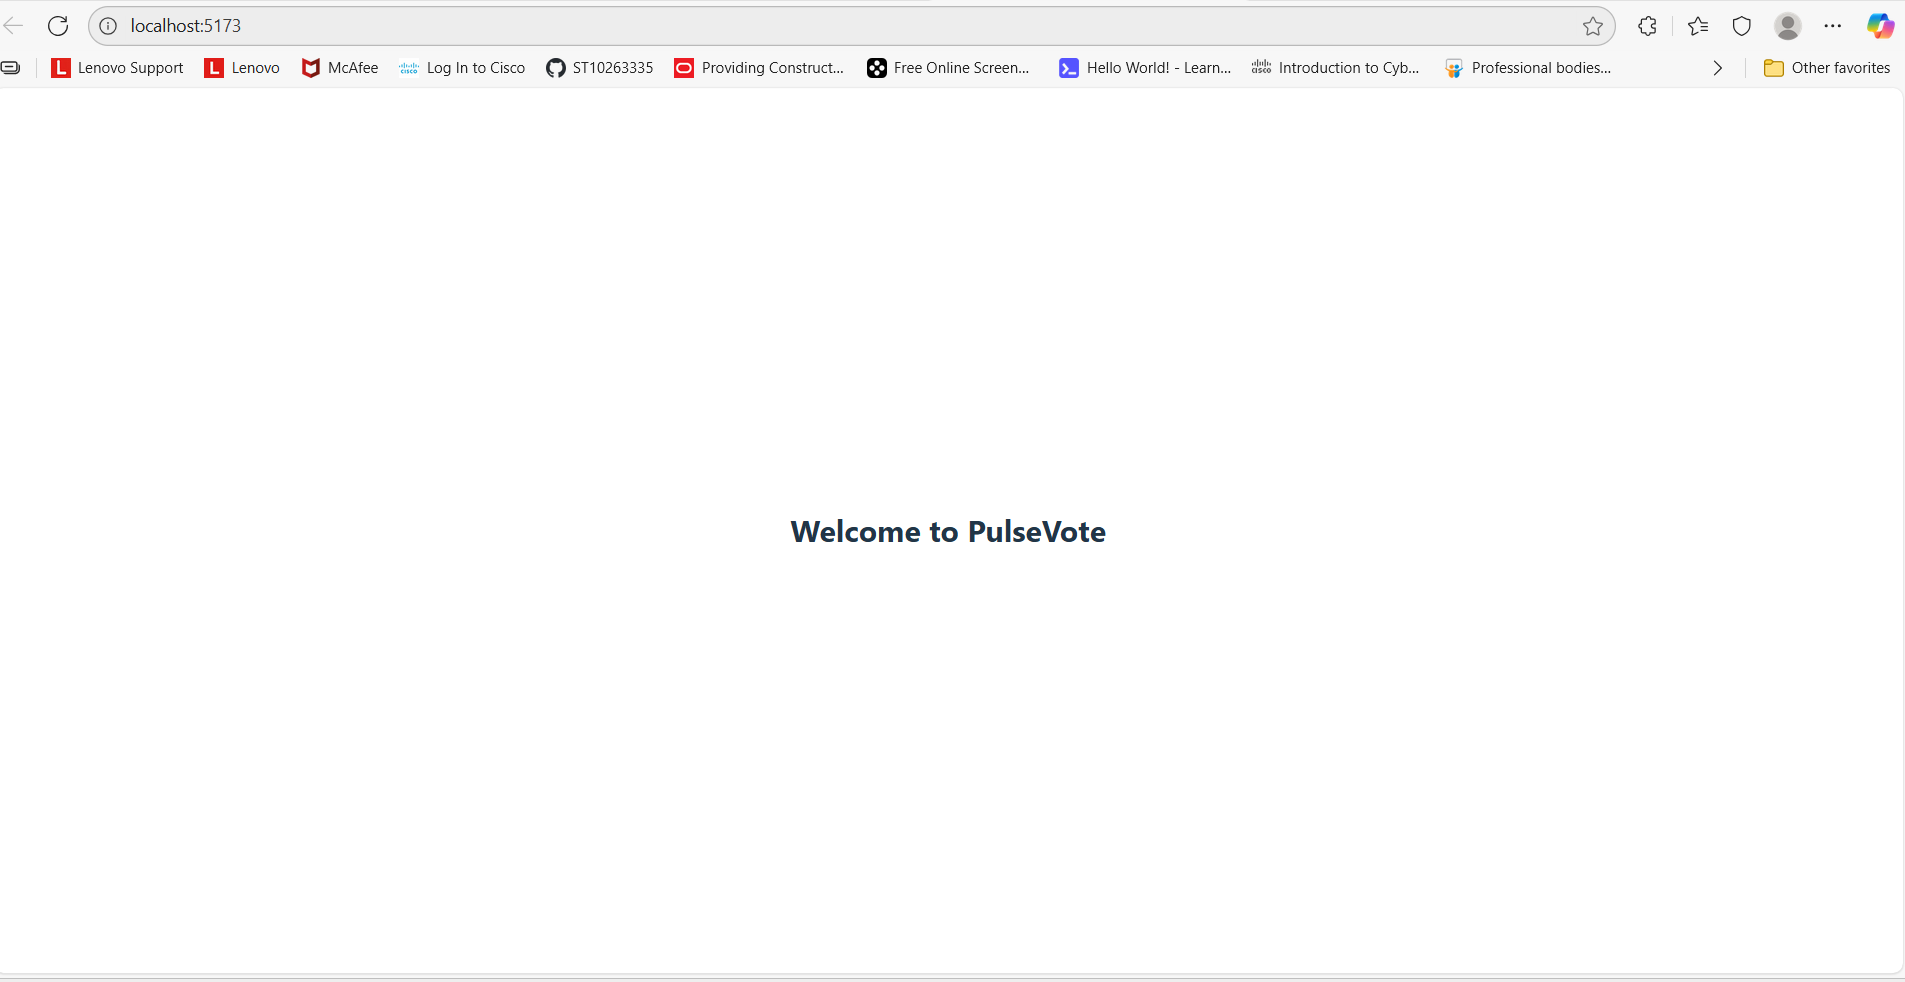 localhost:5173
Lenovo Support
Lenovo
McAfee
Log In to Cisco
ST10263335
Providing Construct...
Free Online Screen...
Hello World! - Learn...
Introduction to Cyb...
Professional bodies...
Other favorites
Welcome to PulseVote